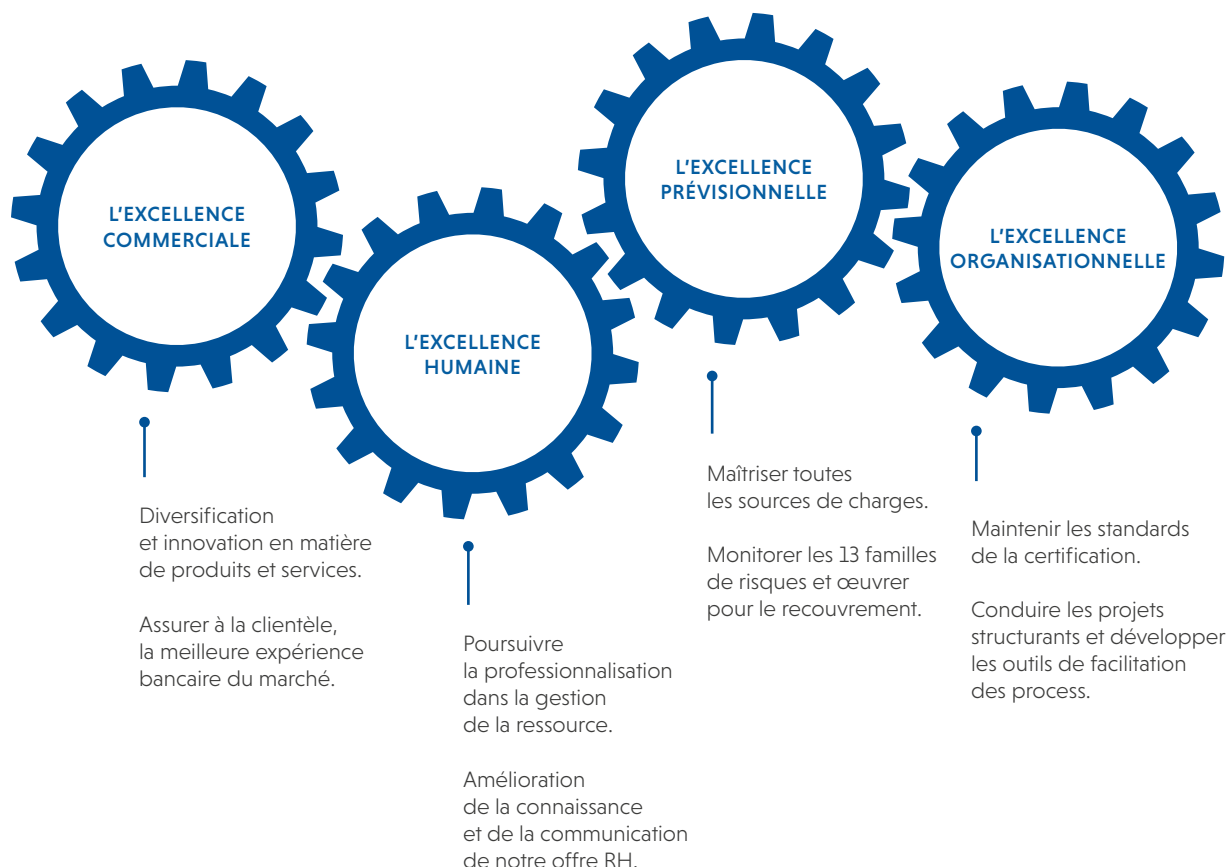 L'EXCELLENCE
COMMERCIALE
Diversification
et innovation en matière
de produits et services.
Assurer à la clientèle,
la meilleure expérience
bancaire du marché.
L'EXCELLENCE
HUMAINE
Poursuivre
la professionnalisation
dans la gestion
de la ressource.
Amélioration
de la connaissance
et de la communication
de notre offre RH.
L'EXCELLENCE
PRÉVISIONNELLE
Maîtriser toutes
les sources de charges.
Monitorer les 13 familles
de risques et œuvrer
pour le recouvrement.
L'EXCELLENCE
ORGANISATIONNELLE
Maintenir les standards
de la certification.
Conduire les projets
structurants et développer
les outils de facilitation
des process.